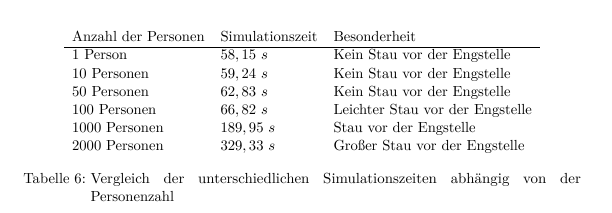 Anzahl der Personen Simulationszeit Besonderheit
1 Person 58,15 s Kein Stau vor der Engstelle
10 Personen 59,24 s Kein Stau vor der Engstelle
50 Personen 62,83 s Kein Stau vor der Engstelle
100 Personen 66,82 s Leichter Stau vor der Engstelle
1000 Personen 189,95 s Stau vor der Engstelle
2000 Personen 329,33 s Großer Stau vor der Engstelle
Tabelle 6: Vergleich der unterschiedlichen Simulationszeiten abhängig von der
Personenzahl